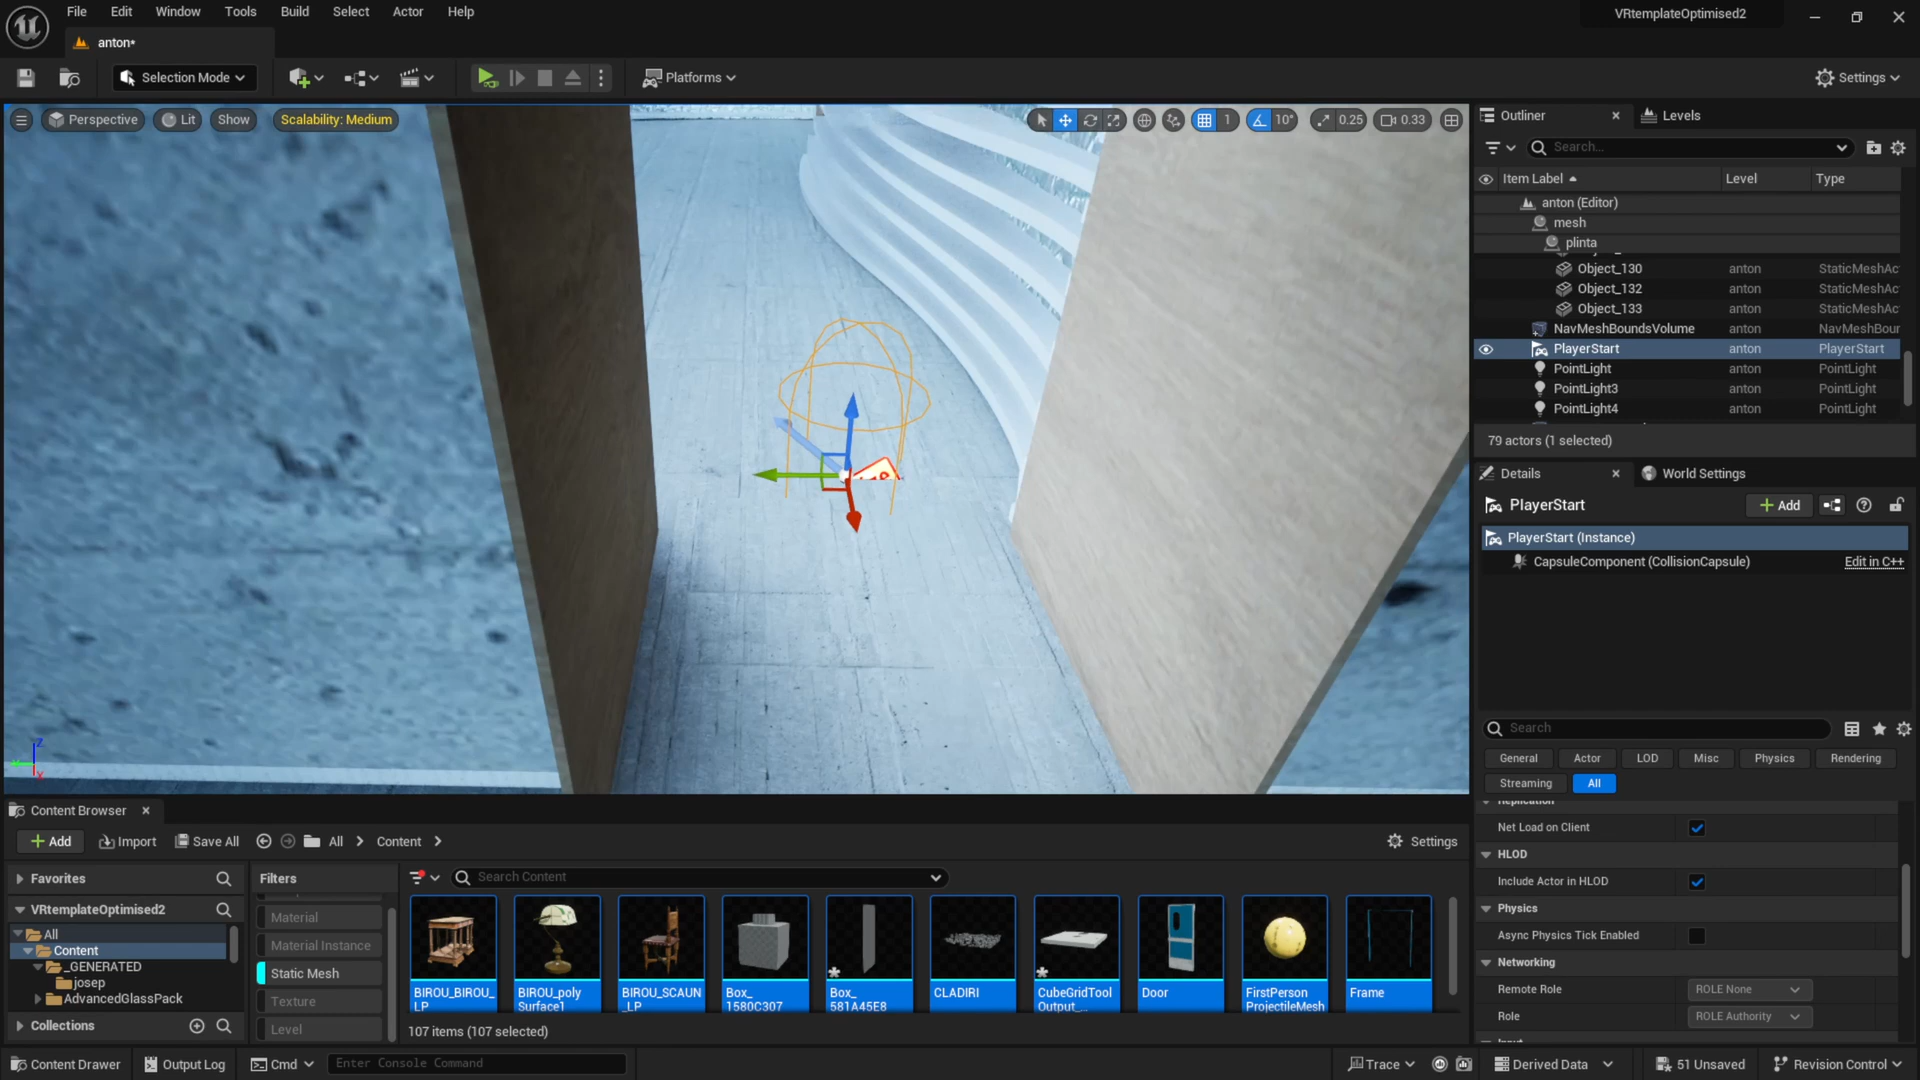 File Edit Window Tools Build Select Actor Help
VRtemplateOptimised2
anton*
Selection Mode
Platforms
Settings
Perspective Lit Show Scalability: Medium
1 10° 0.25 0.33
Outliner Levels
Search...
Item Label Level Type
anton (Editor)
mesh
plinta
Object_130 anton StaticMeshAc
Object_132 anton StaticMeshAc
Object_133 anton StaticMeshAc
NavMeshBoundsVolume anton NavMeshBour
PlayerStart anton PlayerStart
PointLight anton PointLight
PointLight3 anton PointLight
PointLight4 anton PointLight
79 actors (1 selected)
Details World Settings
PlayerStart Add
PlayerStart (Instance)
CapsuleComponent (CollisionCapsule) Edit in C++
Search
General Actor LOD Misc Physics Rendering
Streaming All
Replication
Net Load on Client
HLOD
Include Actor in HLOD
Physics
Async Physics Tick Enabled
Networking
Remote Role ROLE None
Role ROLE Authority
Z
X
Content Browser
Add Import Save All All Content Settings
Favorites
VRtemplateOptimised2
All
Content
_GENERATED
josep
AdvancedGlassPack
Collections
Filters
Material
Material Instance
Static Mesh
Texture
Level
Search Content
BIROU_BIROU_LP
BIROU_poly Surface1
BIROU_SCAUN_LP
Box_1580C307
Box_581A45E8
CLADIRI
CubeGridTool Output_...
Door
FirstPerson ProjectileMesh
Frame
107 items (107 selected)
Content Drawer Output Log Cmd Enter Console Command Trace Derived Data 51 Unsaved Revision Control